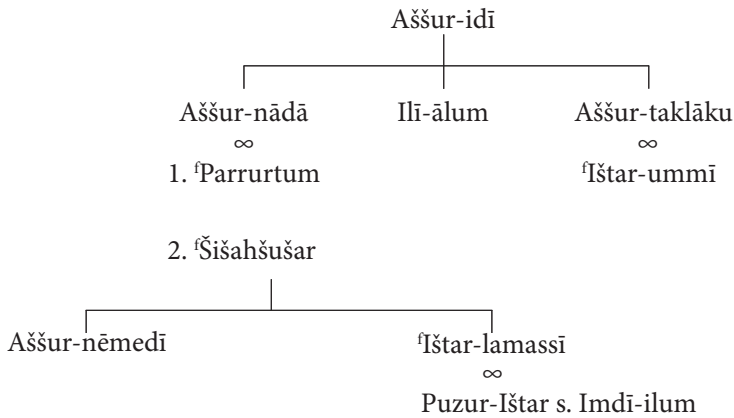 Aššur-idī
Aššur-nādā Ilī-ālum Aššur-taklāku
∞ ∞
1. ᶠParrurtum ᶠIštar-ummī
2. ᶠŠišahšušar
Aššur-nēmedī ᶠIštar-lamassī
∞
Puzur-Ištar s. Imdī-ilum